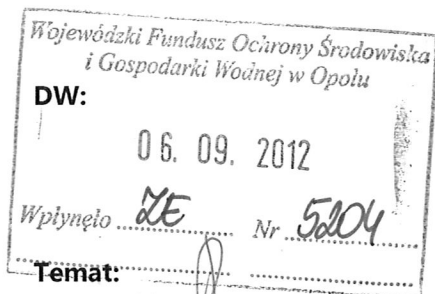 Wojewódzki Fundusz Ochrony Środowiska
i Gospodarki Wodnej w Opolu
DW:
06. 09. 2012
Wpłynęło ZE Nr 5204
Temat: